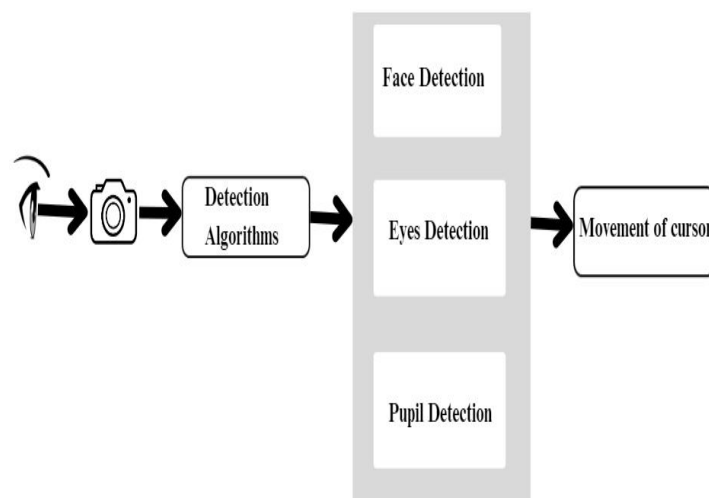 Face Detection
Detection
Algorithms
Eyes Detection
Movement of cursor
Pupil Detection